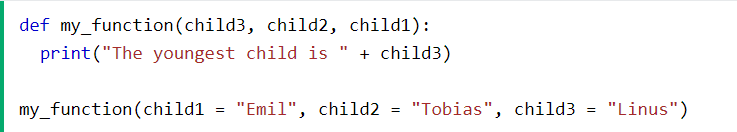 def my_function(child3, child2, child1):
  print("The youngest child is " + child3)

my_function(child1 = "Emil", child2 = "Tobias", child3 = "Linus")